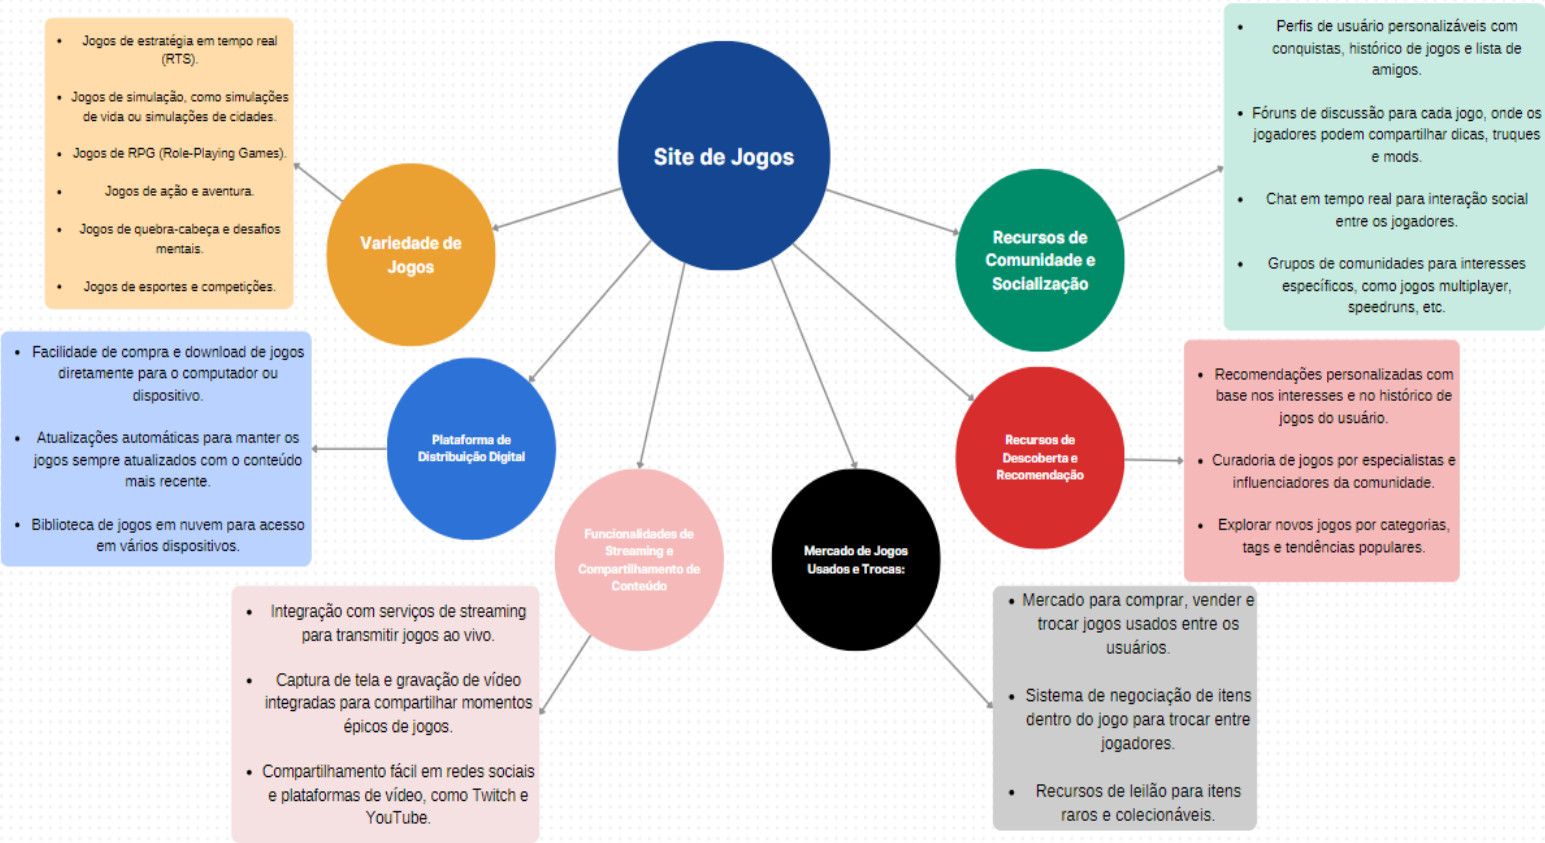 Site de Jogos
Variedade de
Jogos
• Jogos de estratégia em tempo real
(RTS).
• Jogos de simulação, como simulações
de vida ou simulações de cidades.
• Jogos de RPG (Role-Playing Games).
• Jogos de ação e aventura.
• Jogos de quebra-cabeça e desafios
mentais.
• Jogos de esportes e competições.
Plataforma de
Distribuição Digital
• Facilidade de compra e download de jogos
diretamente para o computador ou
dispositivo.
• Atualizações automáticas para manter os
jogos sempre atualizados com o conteúdo
mais recente.
• Biblioteca de jogos em nuvem para acesso
em vários dispositivos.
Funcionalidades de
Streaming e
Compartilhamento de
Conteúdo
• Integração com serviços de streaming
para transmitir jogos ao vivo.
• Captura de tela e gravação de vídeo
integradas para compartilhar momentos
épicos de jogos.
• Compartilhamento fácil em redes sociais
e plataformas de vídeo, como Twitch e
YouTube.
Mercado de Jogos
Usados e Trocas:
• Mercado para comprar, vender e
trocar jogos usados entre os
usuários.
• Sistema de negociação de itens
dentro do jogo para trocar entre
jogadores.
• Recursos de leilão para itens
raros e colecionáveis.
Recursos de
Descoberta e
Recomendação
• Recomendações personalizadas com
base nos interesses e no histórico de
jogos do usuário.
• Curadoria de jogos por especialistas e
influenciadores da comunidade.
• Explorar novos jogos por categorias,
tags e tendências populares.
Recursos de
Comunidade e
Socialização
• Perfis de usuário personalizáveis com
conquistas, histórico de jogos e lista de
amigos.
• Fóruns de discussão para cada jogo, onde os
jogadores podem compartilhar dicas, truques
e mods.
• Chat em tempo real para interação social
entre os jogadores.
• Grupos de comunidades para interesses
específicos, como jogos multiplayer,
speedruns, etc.